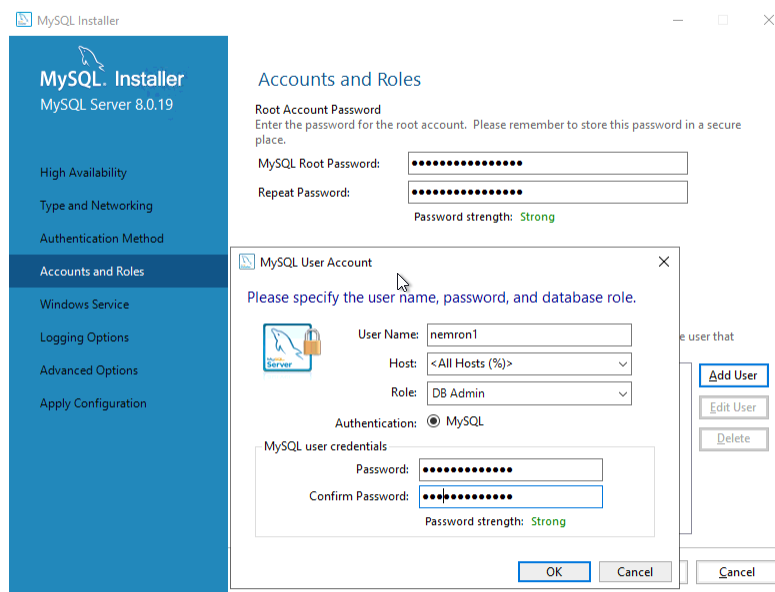 MySQL Installer
MySQL. Installer
MySQL Server 8.0.19
High Availability
Type and Networking
Authentication Method
Accounts and Roles
Windows Service
Logging Options
Advanced Options
Apply Configuration
Accounts and Roles
Root Account Password
Enter the password for the root account. Please remember to store this password in a secure
place.
MySQL Root Password: ●●●●●●●●●●●●●●●●
Repeat Password: ●●●●●●●●●●●●●●●●
Password strength: Strong
MySQL User Account
Please specify the user name, password, and database role.
MySQL
Server
User Name: nemron1
Host: <All Hosts (%)>
Role: DB Admin
Authentication: MySQL
MySQL user credentials
Password: ●●●●●●●●●●●●●
Confirm Password: ●●●●●●●●●●●●●
Password strength: Strong
OK Cancel
e user that
Add User
Edit User
Delete
Cancel